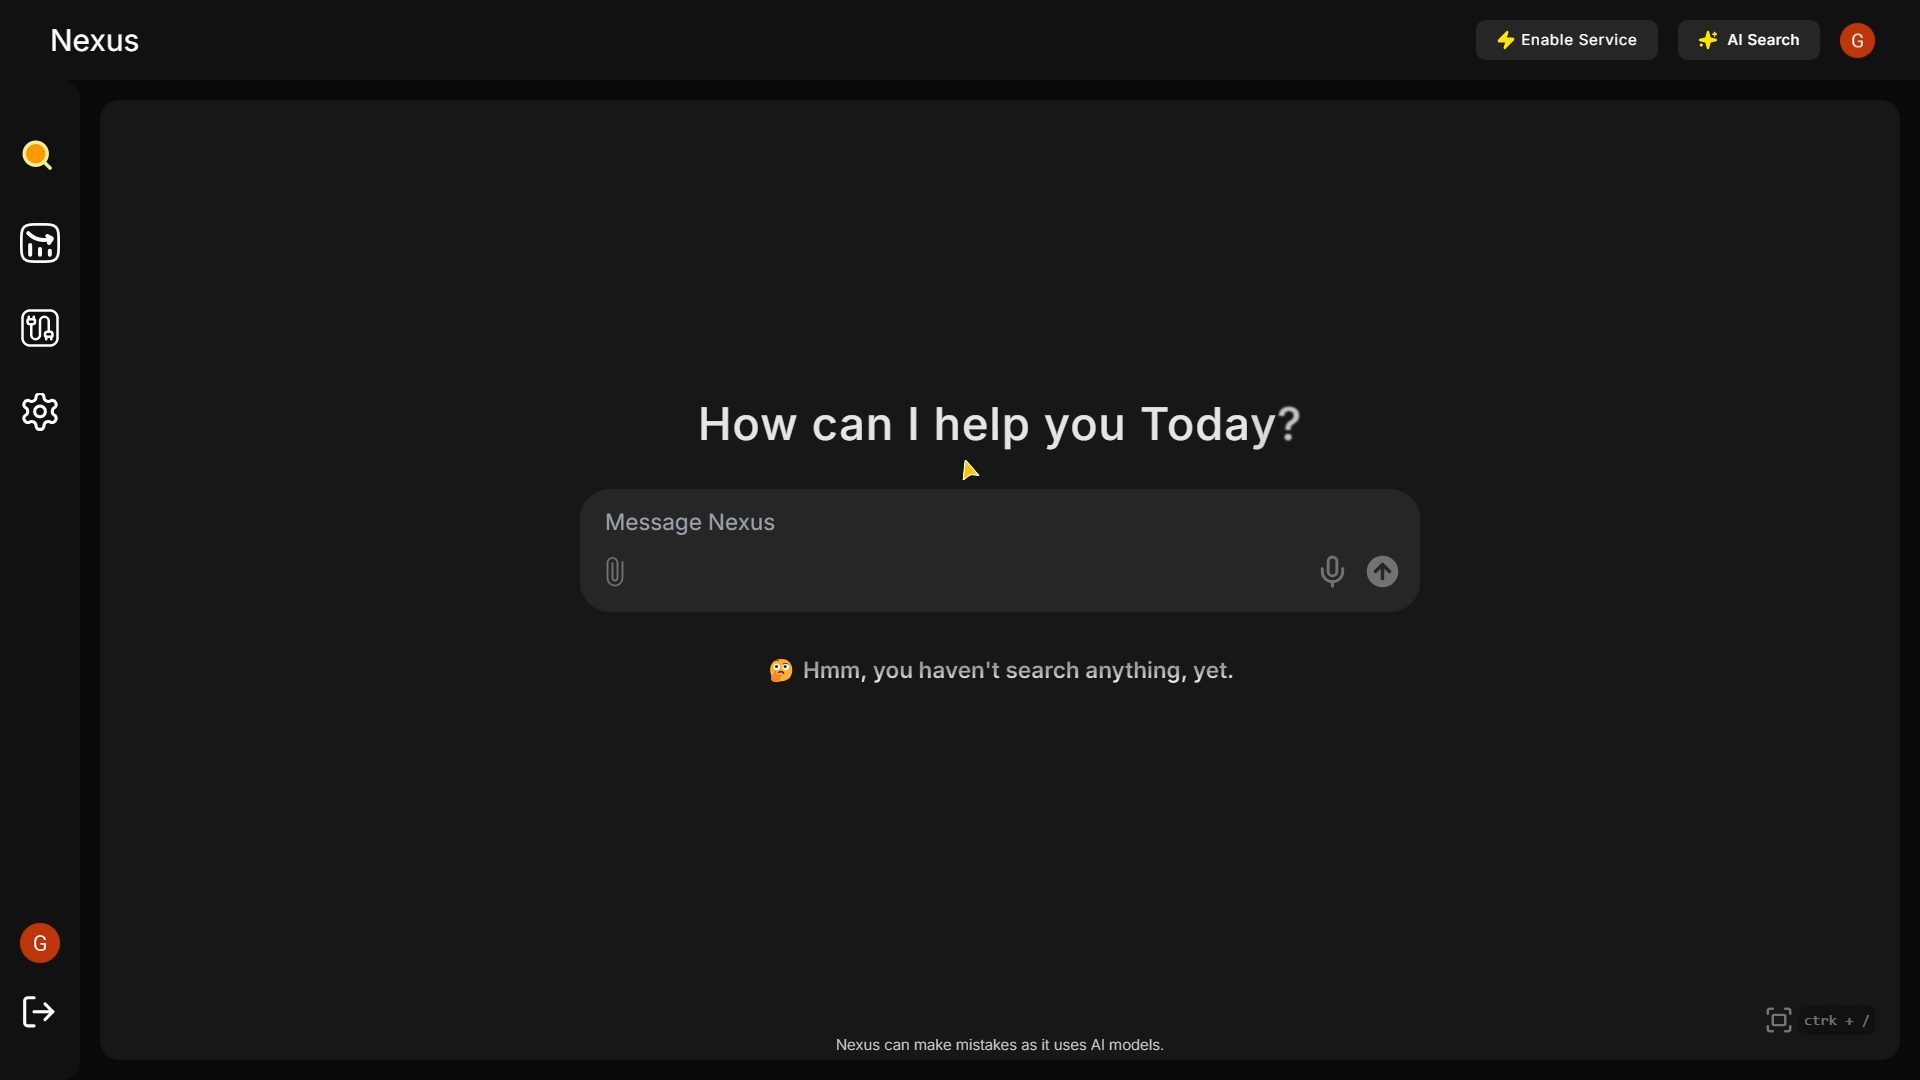 Nexus
Enable Service
AI Search
G
How can I help you Today?
Message Nexus
🤔 Hmm, you haven't search anything, yet.
G
ctrk + /
Nexus can make mistakes as it uses AI models.